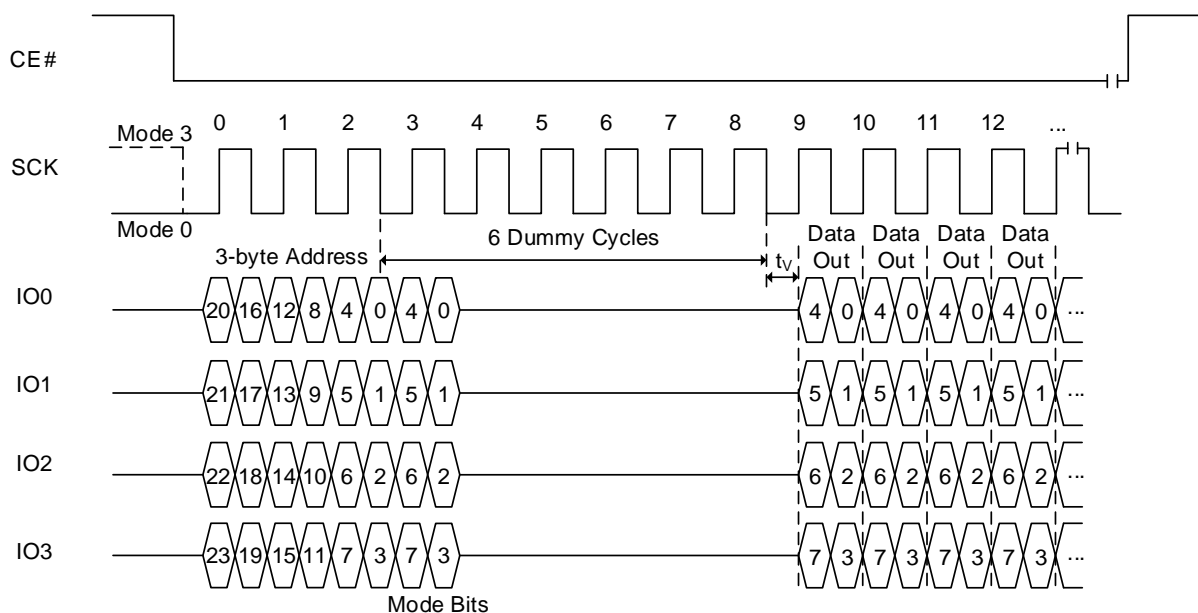 CE#
0 1 2 3 4 5 6 7 8 9 10 11 12 ...
Mode 3
SCK
Mode 0
3-byte Address
6 Dummy Cycles
tV
Data Out
Data Out
Data Out
Data Out
IO0
20 16 12 8 4 0 4 0 4 0 4 0 4 0 4 0 ...
IO1
21 17 13 9 5 1 5 1 5 1 5 1 5 1 5 1 ...
IO2
22 18 14 10 6 2 6 2 6 2 6 2 6 2 6 2 ...
IO3
23 19 15 11 7 3 7 3 7 3 7 3 7 3 7 3 ...
Mode Bits